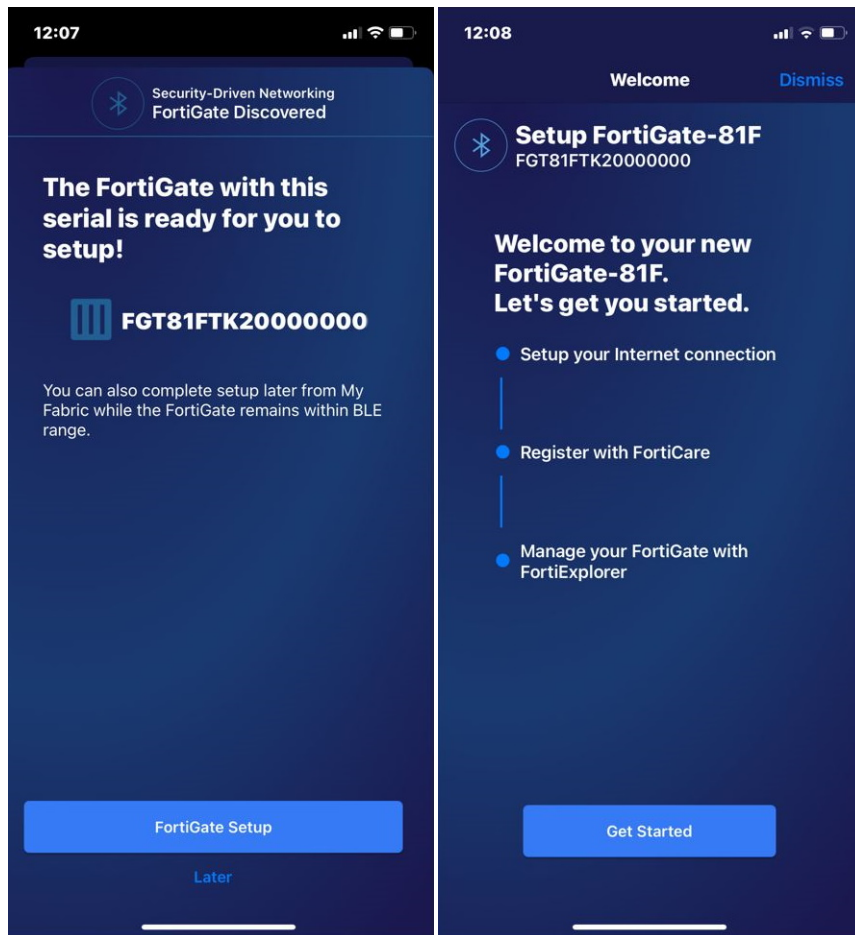 12:07
Security-Driven Networking
FortiGate Discovered
The FortiGate with this
serial is ready for you to
setup!
FGT81FTK20000000
You can also complete setup later from My
Fabric while the FortiGate remains within BLE
range.
FortiGate Setup
Later
12:08
Welcome
Dismiss
Setup FortiGate-81F
FGT81FTK20000000
Welcome to your new
FortiGate-81F.
Let's get you started.
Setup your Internet connection
Register with FortiCare
Manage your FortiGate with
FortiExplorer
Get Started